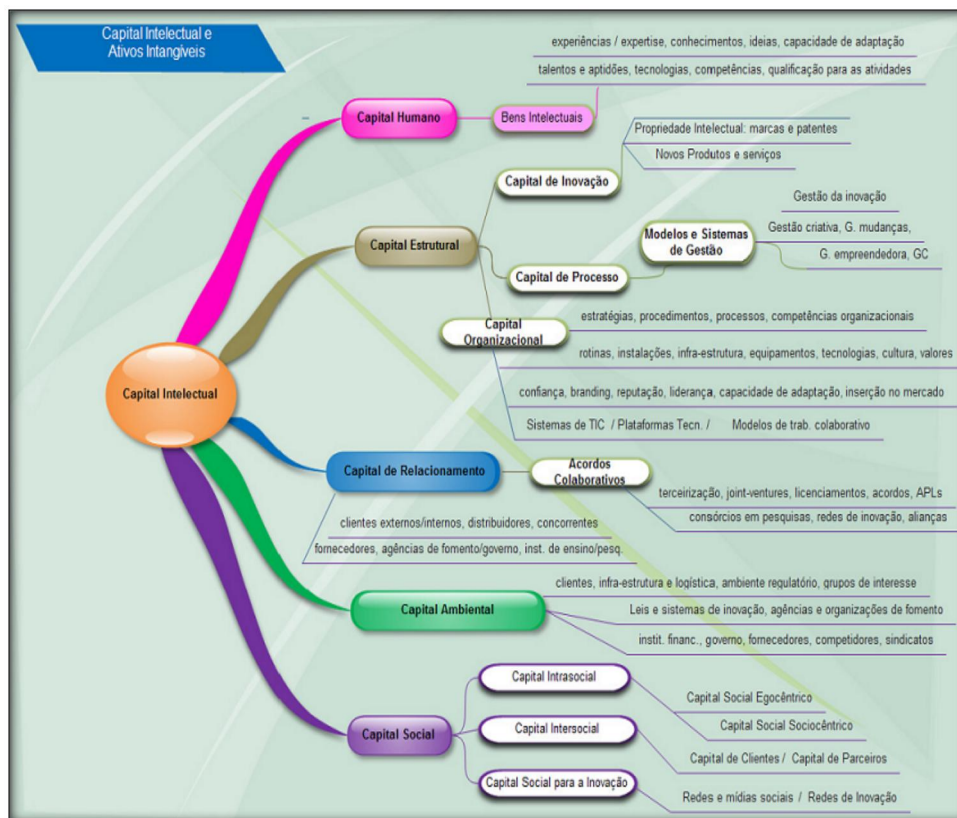 Capital Intelectual e
Ativos Intangíveis
experiências / expertise, conhecimentos, ideias, capacidade de adaptação
talentos e aptidões, tecnologias, competências, qualificação para as atividades
Capital Humano
Bens Intelectuais
Propriedade Intelectual: marcas e patentes
Novos Produtos e serviços
Capital de Inovação
Gestão da inovação
Capital Estrutural
Modelos e Sistemas
de Gestão
Gestão criativa, G. mudanças,
G. empreendedora, GC
Capital de Processo
Capital
Organizacional
estratégias, procedimentos, processos, competências organizacionais
rotinas, instalações, infra-estrutura, equipamentos, tecnologias, cultura, valores
confiança, branding, reputação, liderança, capacidade de adaptação, inserção no mercado
Sistemas de TIC / Plataformas Tecn. / Modelos de trab. colaborativo
Capital Intelectual
Capital de Relacionamento
Acordos
Colaborativos
terceirização, joint-ventures, licenciamentos, acordos, APLs
consórcios em pesquisas, redes de inovação, alianças
clientes externos/internos, distribuidores, concorrentes
fornecedores, agências de fomento/governo, inst. de ensino/pesq.
clientes, infra-estrutura e logística, ambiente regulatório, grupos de interesse
Capital Ambiental
Leis e sistemas de inovação, agências e organizações de fomento
instit. financ., governo, fornecedores, competidores, sindicatos
Capital Intrasocial
Capital Social Egocêntrico
Capital Social Sociocêntrico
Capital Social
Capital Intersocial
Capital de Clientes / Capital de Parceiros
Capital Social para a Inovação
Redes e mídias sociais / Redes de Inovação